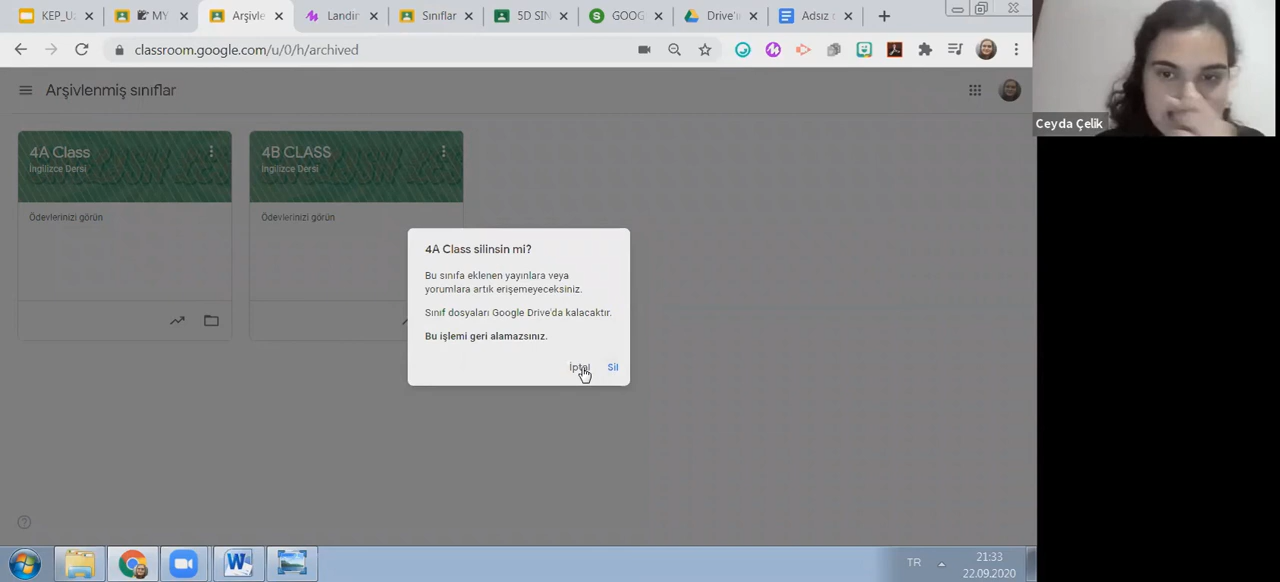 KEP_U
MY
Arşivle
Landir
Sınıflar
5D SIN
GOOG
Drive'ı
Adsız
classroom.google.com/u/0/h/archived
Arşivlenmiş sınıflar
Ceyda Çelik
4A Class
İngilizce Dersi
Ödevlerinizi görün
4B CLASS
İngilizce Dersi
Ödevlerinizi görün
4A Class silinsin mi?
Bu sınıfa eklenen yayınlara veya
yorumlara artık erişemeyeceksiniz.
Sınıf dosyaları Google Drive'da kalacaktır.
Bu işlemi geri alamazsınız.
İptal Sil
TR
21:33
22.09.2020